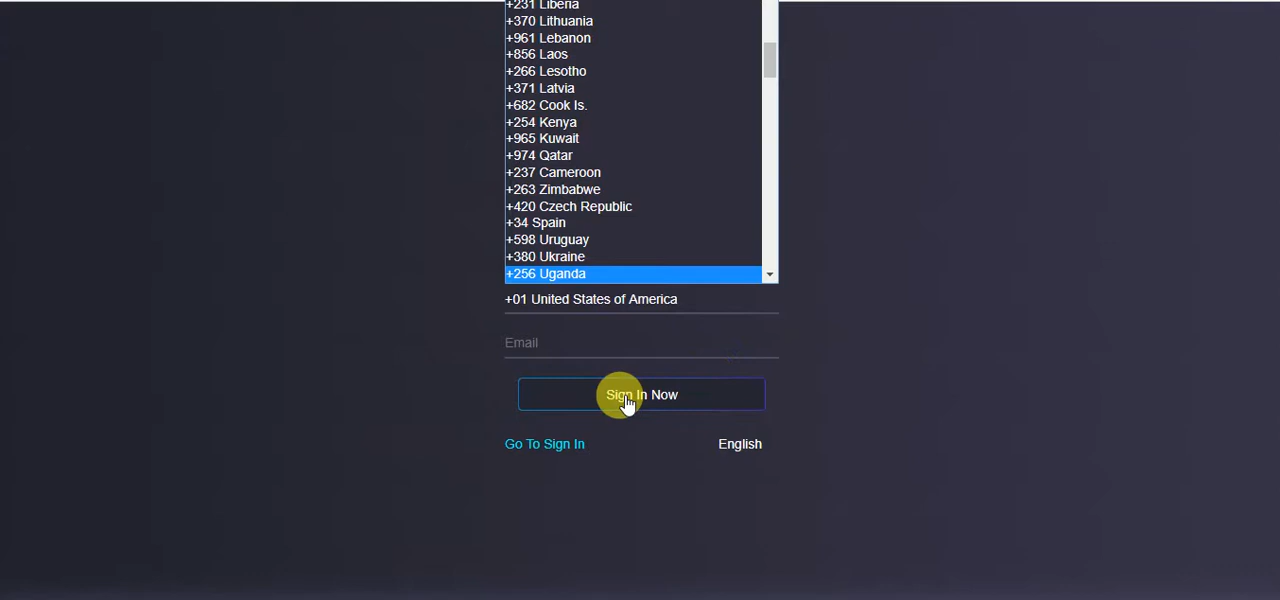 +231 Liberia
+370 Lithuania
+961 Lebanon
+856 Laos
+266 Lesotho
+371 Latvia
+682 Cook Is.
+254 Kenya
+965 Kuwait
+974 Qatar
+237 Cameroon
+263 Zimbabwe
+420 Czech Republic
+34 Spain
+598 Uruguay
+380 Ukraine
+256 Uganda
+01 United States of America
Email
Sign In Now
Go To Sign In
English